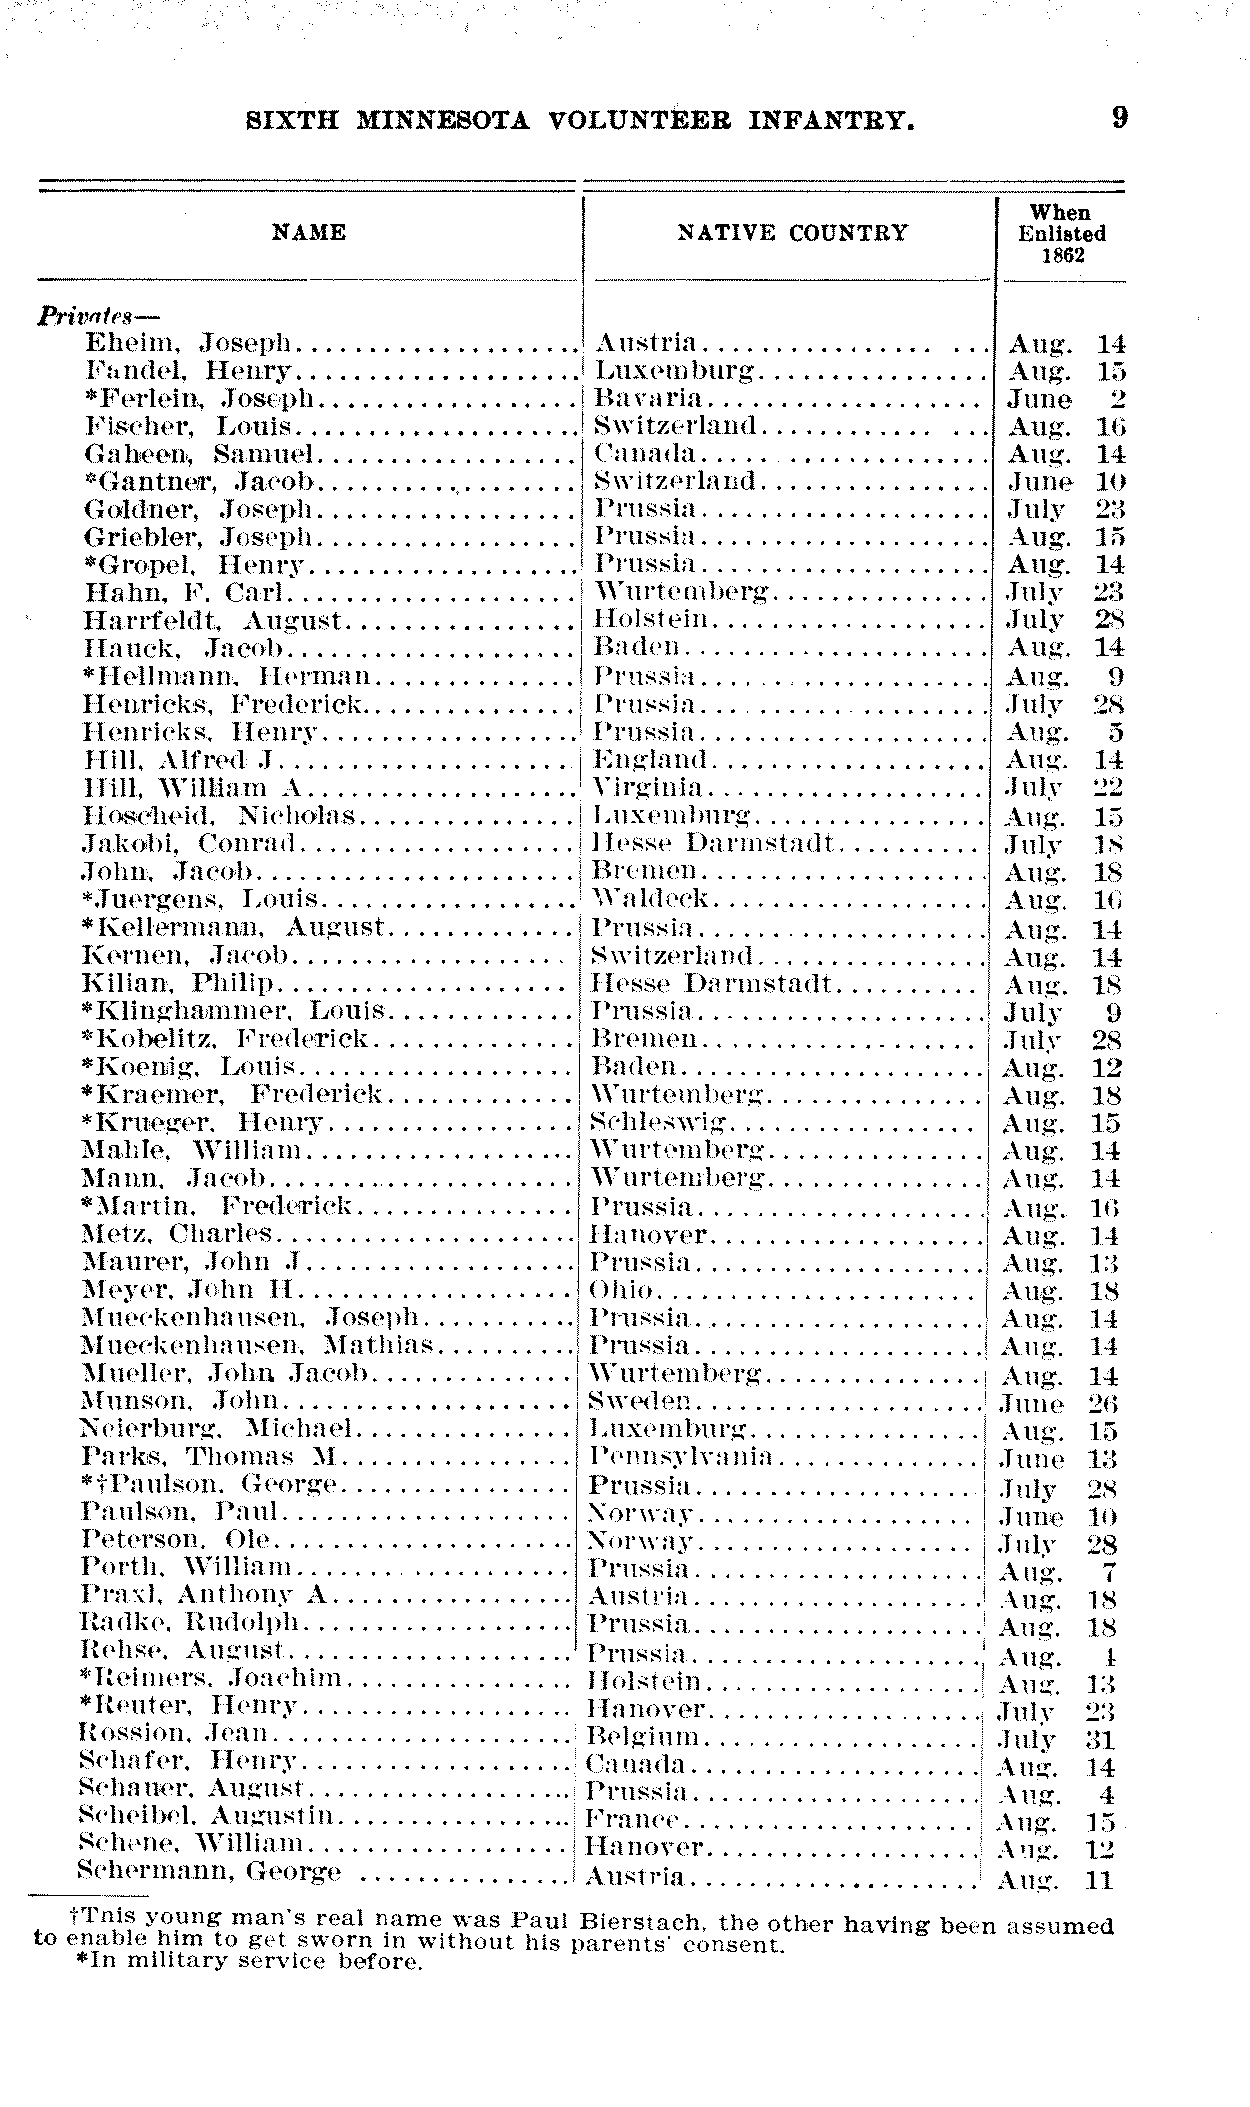 SIXTH MINNESOTA VOLUNTEER INFANTRY. 9
NAME NATIVE COUNTRY When Enlisted 1862
Privates—
Eheim, Joseph Austria Aug. 14
Fandel, Henry Luxemburg Aug. 15
*Ferlein, Joseph Bavaria June 2
Fischer, Louis Switzerland Aug. 16
Gaheen, Samuel Canada Aug. 14
*Gantner, Jacob Switzerland June 10
Goldner, Joseph Prussia July 23
Griebler, Joseph Prussia Aug. 15
*Gropel, Henry Prussia Aug. 14
Hahn, F. Carl Wurtemberg July 23
Harrfeldt, August Holstein July 28
Hauck, Jacob Baden Aug. 14
*Hellmann, Herman Prussia Aug. 9
Henricks, Frederick Prussia July 28
Henricks, Henry Prussia Aug. 5
Hill, Alfred J England Aug. 14
Hill, William A Virginia July 22
Hoscheid, Nicholas Luxemburg Aug. 15
Jakobi, Conrad Hesse Darmstadt July 18
John, Jacob Bremen Aug. 18
*Juergens, Louis Waldeck Aug. 16
*Kellermann, August Prussia Aug. 14
Kernen, Jacob Switzerland Aug. 14
Kilian, Philip Hesse Darmstadt Aug. 18
*Klinghammer, Louis Prussia July 9
*Kobelitz, Frederick Bremen July 28
*Koenig, Louis Baden Aug. 12
*Kraemer, Frederick Wurtemberg Aug. 18
*Krueger, Henry Schleswig Aug. 15
Mahle, William Wurtemberg Aug. 14
Mann, Jacob Wurtemberg Aug. 14
*Martin, Frederick Prussia Aug. 16
Metz, Charles Hanover Aug. 14
Maurer, John J Prussia Aug. 13
Meyer, John H Ohio Aug. 18
Mueckenhausen, Joseph Prussia Aug. 14
Mueckenhausen, Mathias Prussia Aug. 14
Mueller, John Jacob Wurtemberg Aug. 14
Munson, John Sweden June 26
Neierburg, Michael Luxemburg Aug. 15
Parks, Thomas M Pennsylvania June 13
*†Paulson, George Prussia July 28
Paulson, Paul Norway June 10
Peterson, Ole Norway July 28
Porth, William Prussia Aug. 7
Praxl, Anthony A Austria Aug. 18
Radke, Rudolph Prussia Aug. 18
Rehse, August Prussia Aug. 4
*Reimers, Joachim Holstein Aug. 13
*Reuter, Henry Hanover July 23
Rossion, Jean Belgium July 31
Schafer, Henry Canada Aug. 14
Schauer, August Prussia Aug. 4
Scheibel, Augustin France Aug. 15
Schene, William Hanover Aug. 12
Schermann, George Austria Aug. 11
†Tnis young man's real name was Paul Bierstach, the other having been assumed
to enable him to get sworn in without his parents' consent.
*In military service before.